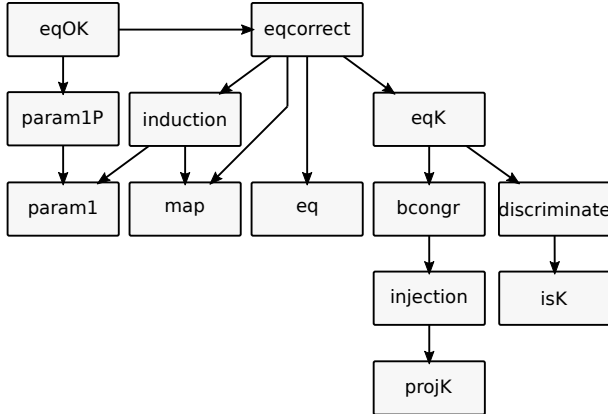 eqOK
eqcorrect
param1P
induction
eqK
param1
map
eq
bcongr
discriminate
injection
isK
projK